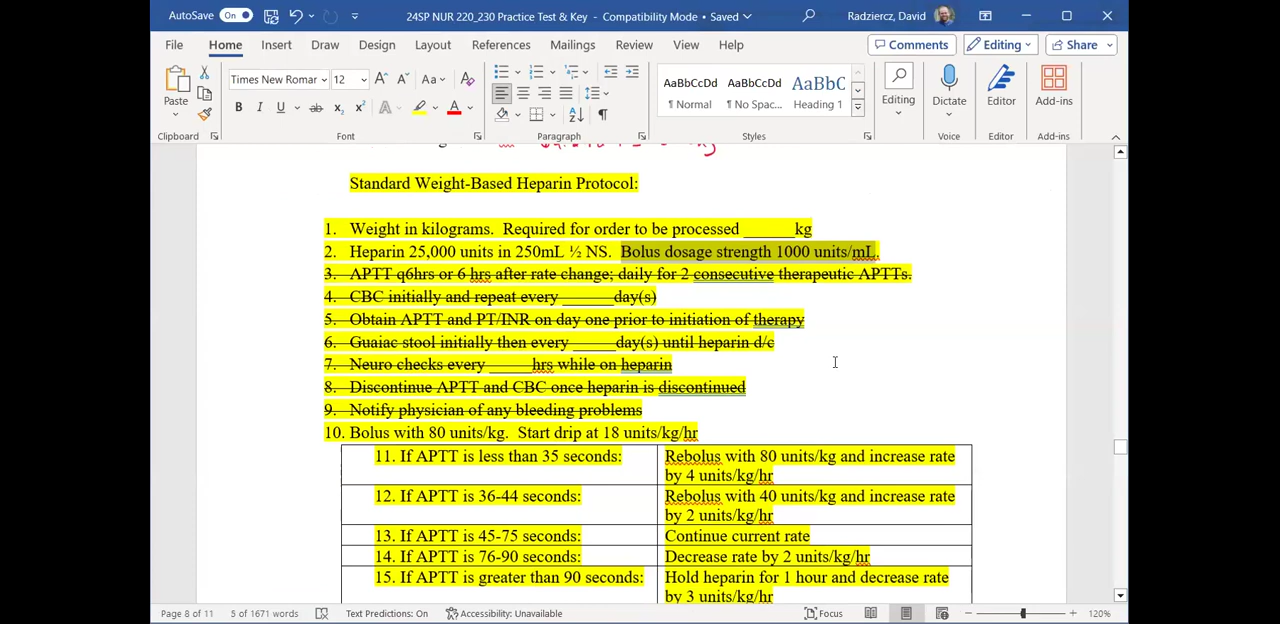 AutoSave On 24SP NUR 220_230 Practice Test & Key - Compatibility Mode • Saved Radziercz, David
File Home Insert Draw Design Layout References Mailings Review View Help Comments Editing Share
Times New Romar 12 Aa AaBbCcDd AaBbCcDd AaBbC
Paste B I U ab x₂ x² A A ¶ ¶ Normal ¶ No Spac... Heading 1 Editing Dictate Editor Add-ins
Clipboard Font Paragraph Styles Voice Editor Add-ins
Standard Weight-Based Heparin Protocol:
1. Weight in kilograms. Required for order to be processed ______kg
2. Heparin 25,000 units in 250mL ½ NS. Bolus dosage strength 1000 units/mL.
3. APTT q6hrs or 6 hrs after rate change; daily for 2 consecutive therapeutic APTTs.
4. CBC initially and repeat every ______day(s)
5. Obtain APTT and PT/INR on day one prior to initiation of therapy
6. Guaiac stool initially then every _____day(s) until heparin d/c
7. Neuro checks every _____hrs while on heparin
8. Discontinue APTT and CBC once heparin is discontinued
9. Notify physician of any bleeding problems
10. Bolus with 80 units/kg. Start drip at 18 units/kg/hr
11. If APTT is less than 35 seconds: Rebolus with 80 units/kg and increase rate
by 4 units/kg/hr
12. If APTT is 36-44 seconds: Rebolus with 40 units/kg and increase rate
by 2 units/kg/hr
13. If APTT is 45-75 seconds: Continue current rate
14. If APTT is 76-90 seconds: Decrease rate by 2 units/kg/hr
15. If APTT is greater than 90 seconds: Hold heparin for 1 hour and decrease rate
by 3 units/kg/hr
Page 8 of 11 5 of 1671 words Text Predictions: On Accessibility: Unavailable Focus 120%